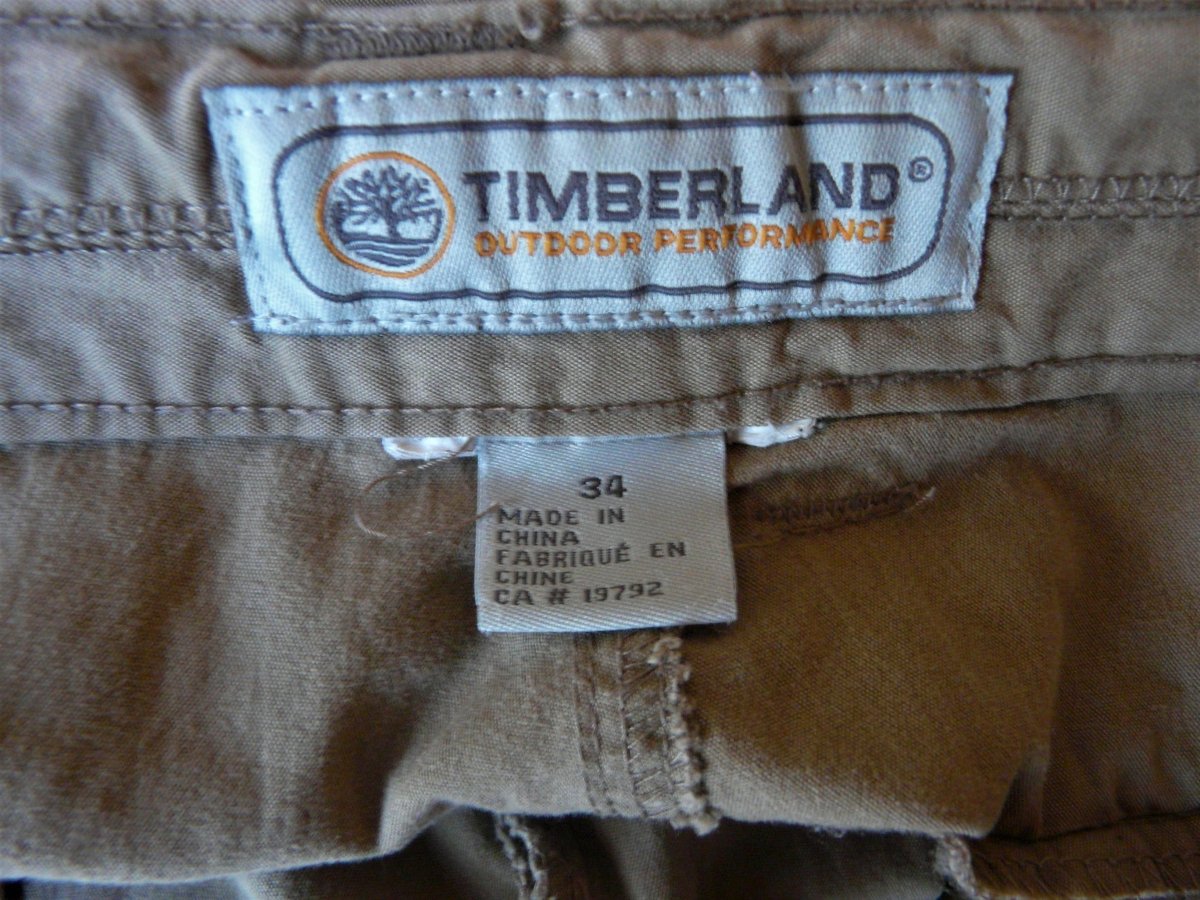 TIMBERLAND®
OUTDOOR PERFORMANCE
34
MADE IN
CHINA
FABRIQUÉ EN
CHINE
CA # 19792